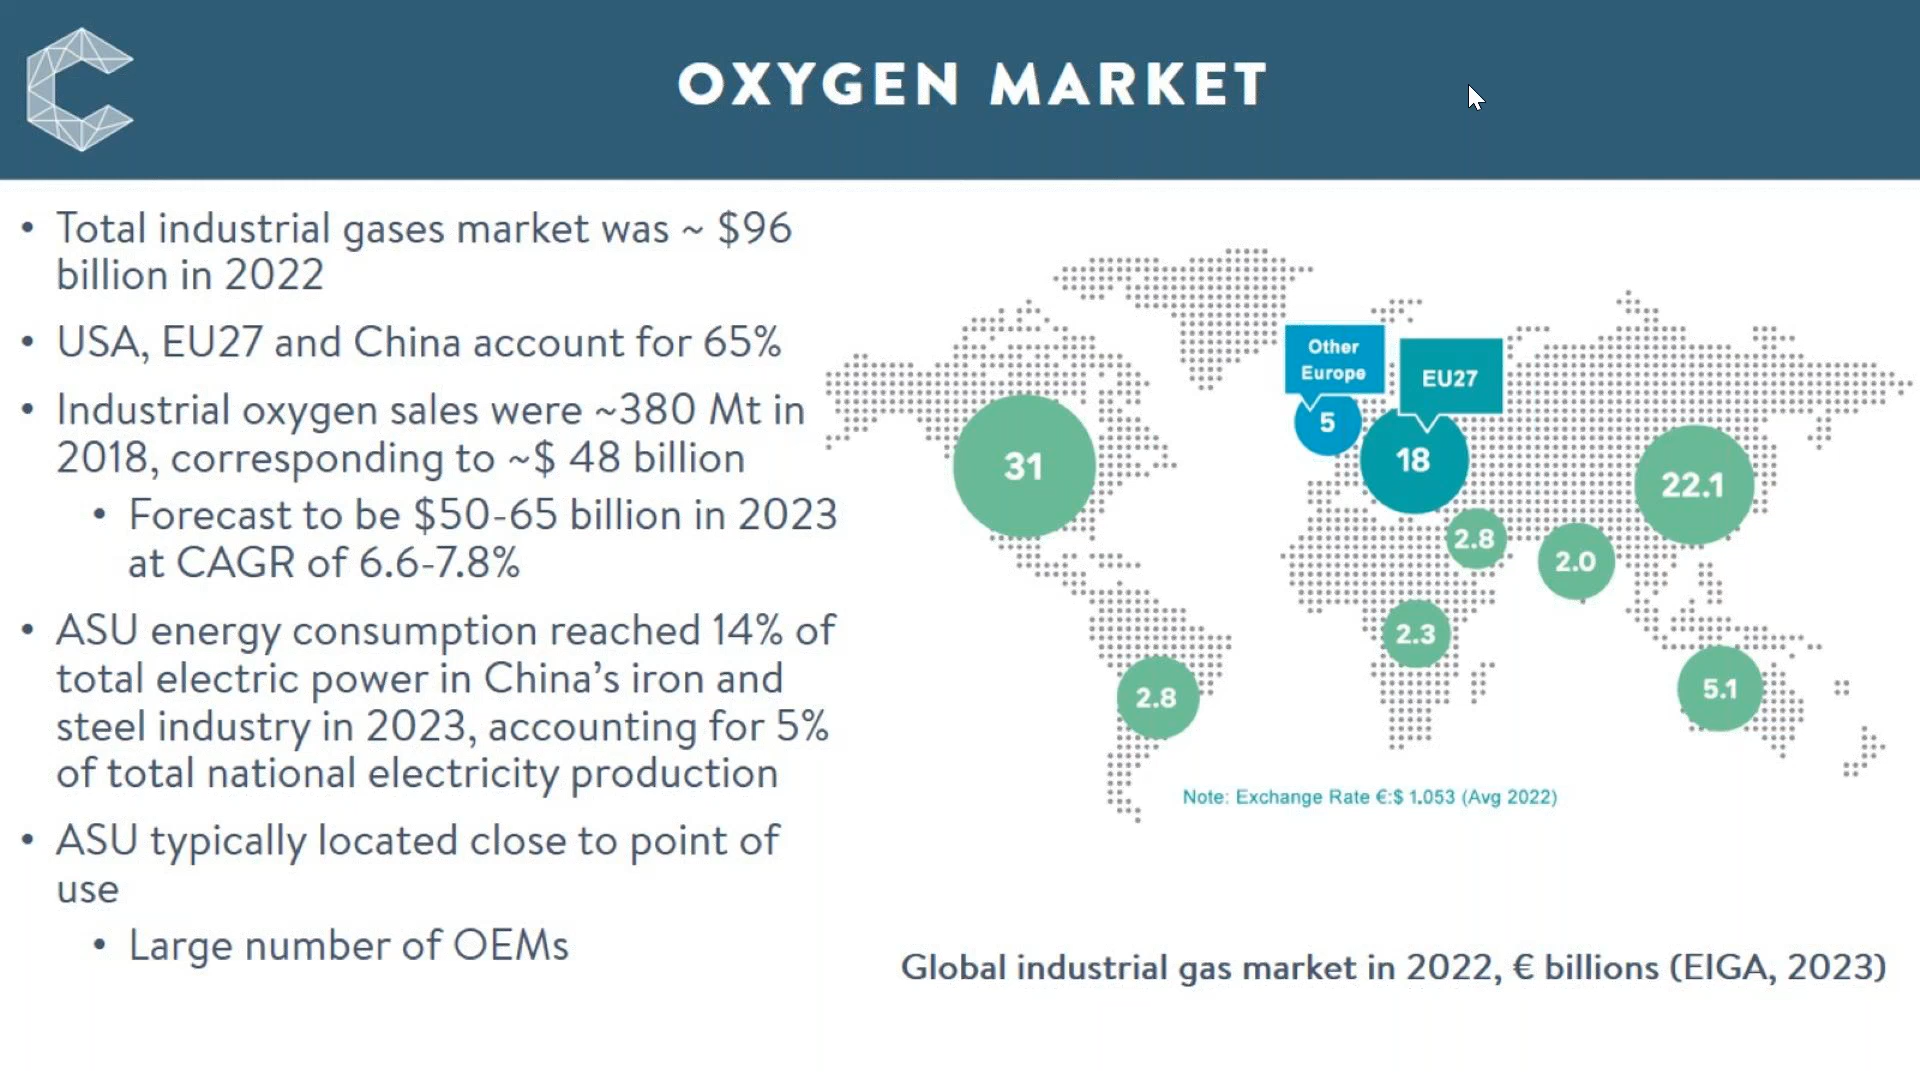 OXYGEN MARKET
• Total industrial gases market was ~ $96
billion in 2022
• USA, EU27 and China account for 65%
• Industrial oxygen sales were ~380 Mt in
2018, corresponding to ~$ 48 billion
• Forecast to be $50-65 billion in 2023
at CAGR of 6.6-7.8%
• ASU energy consumption reached 14% of
total electric power in China’s iron and
steel industry in 2023, accounting for 5%
of total national electricity production
• ASU typically located close to point of
use
• Large number of OEMs
Other
Europe
EU27
5
31
18
22.1
2.8
2.0
2.3
2.8
5.1
Note: Exchange Rate €:$ 1.053 (Avg 2022)
Global industrial gas market in 2022, € billions (EIGA, 2023)